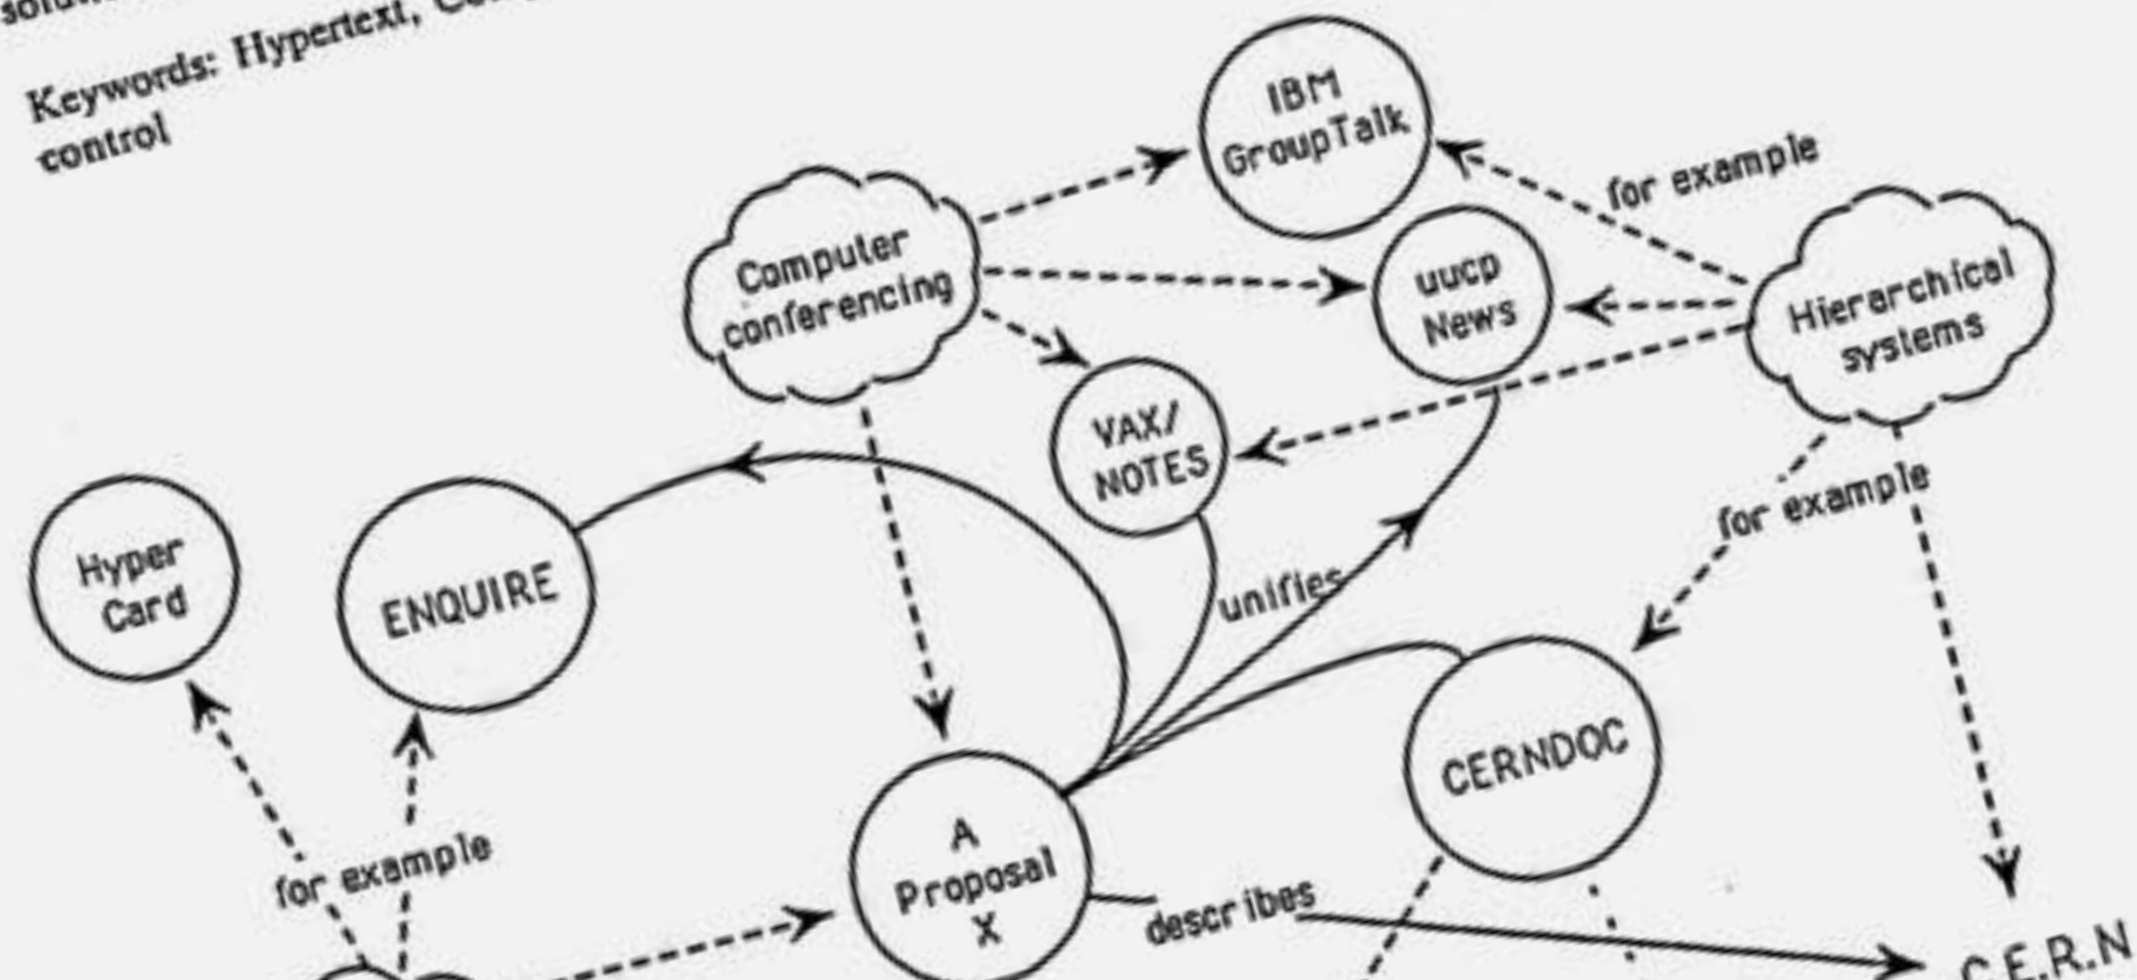 Keywords: Hypertext,
control
IBM
GroupTalk
for example
Computer
conferencing
uucp
News
Hierarchical
systems
VAX/
NOTES
for example
Hyper
Card
ENQUIRE
unifies
CERNDOC
for example
A
Proposal
X
describes
C.E.R.N